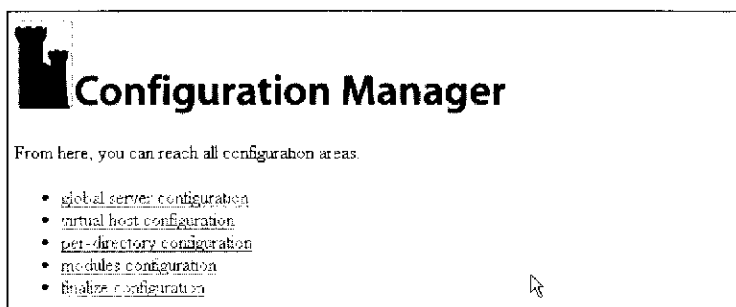 Configuration Manager
From here, you can reach all configuration areas.
global server configuration
virtual host configuration
per-directory configuration
modules configuration
finalize configuration